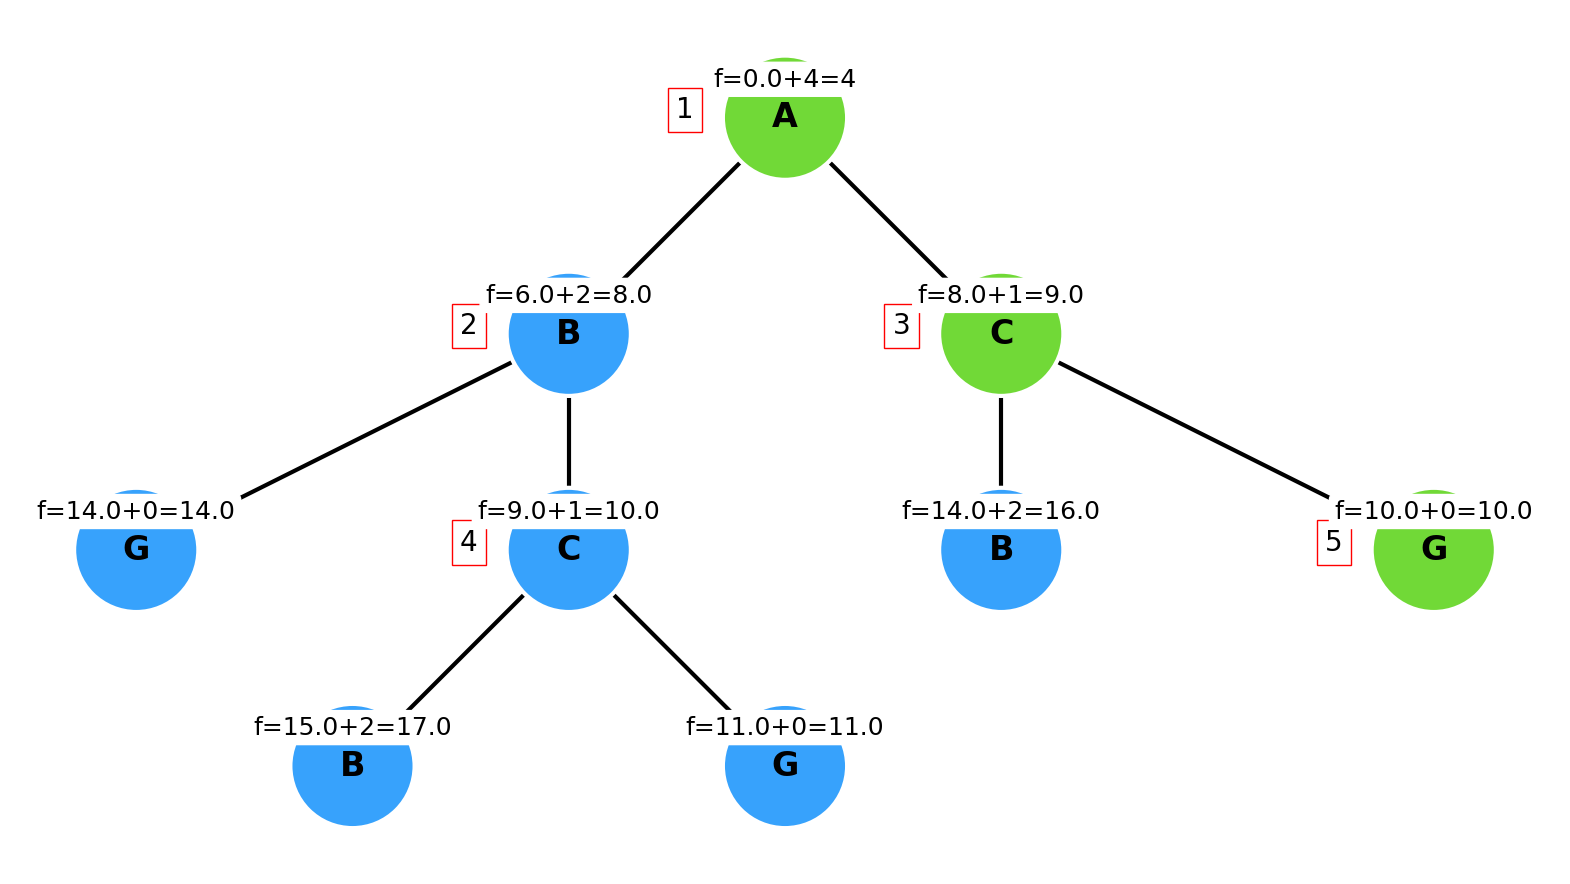 f=0.0+4=4
1
A
f=6.0+2=8.0
2
B
f=8.0+1=9.0
3
C
f=14.0+0=14.0
G
f=9.0+1=10.0
4
C
f=14.0+2=16.0
B
f=10.0+0=10.0
5
G
f=15.0+2=17.0
B
f=11.0+0=11.0
G